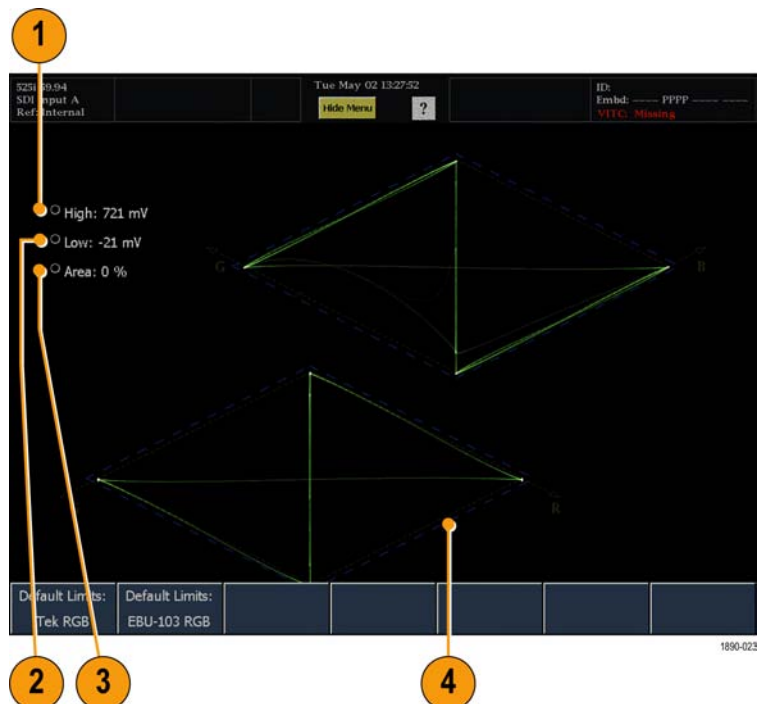 1
525i 59.94
SDI Input A
Ref: Internal
Tue May 02 13:27:52
Hide Menu
?
ID:
Embd: ---- PPPP ---- ----
VITC: Missing
High: 721 mV
Low: -21 mV
Area: 0 %
G
B
R
Default Limits:
Tek RGB
Default Limits:
EBU-103 RGB
1890-023
2
3
4